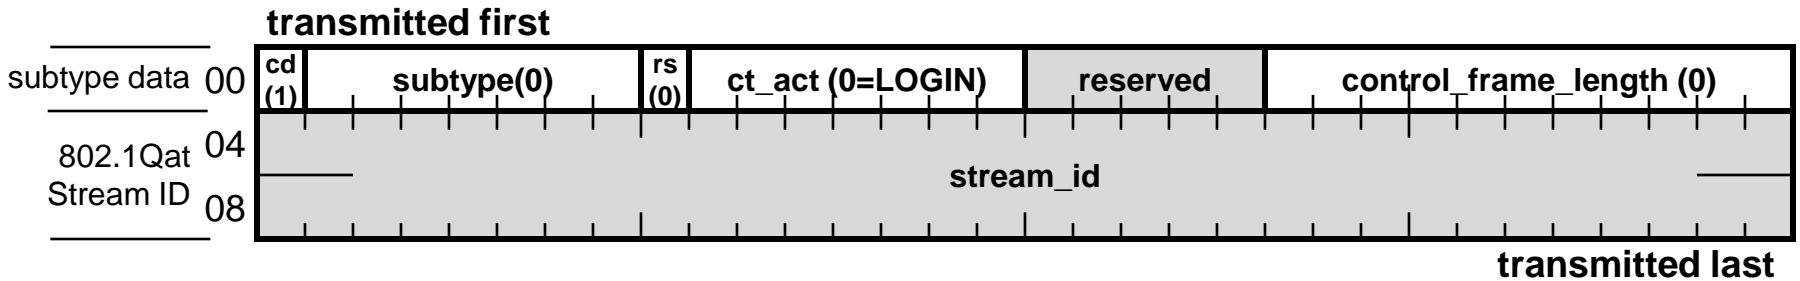 transmitted first
subtype data 00 cd (1) subtype(0) rs (0) ct_act (0=LOGIN) reserved control_frame_length (0)
802.1Qat Stream ID 04 08 stream_id
transmitted last